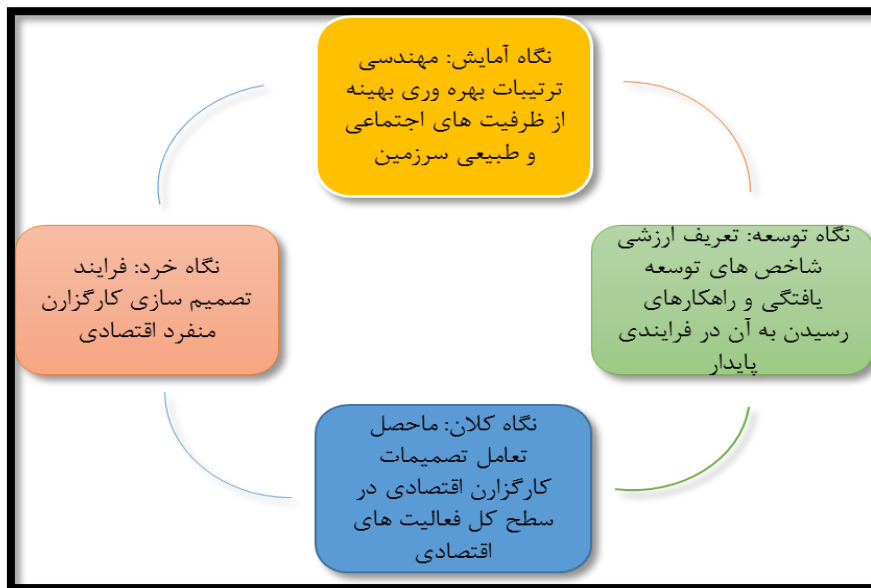 نگاه آمایش: مهندسی
ترتیبات بهره وری بهینه
از ظرفیت های اجتماعی
و طبیعی سرزمین
نگاه توسعه: تعریف ارزشی
شاخص های توسعه
یافتگی و راهکارهای
رسیدن به آن در فرایندی
پایدار
نگاه کلان: ماحصل
تعامل تصمیمات
کارگزارن اقتصادی در
سطح کل فعالیت های
اقتصادی
نگاه خرد: فرایند
تصمیم سازی کارگزارن
منفرد اقتصادی